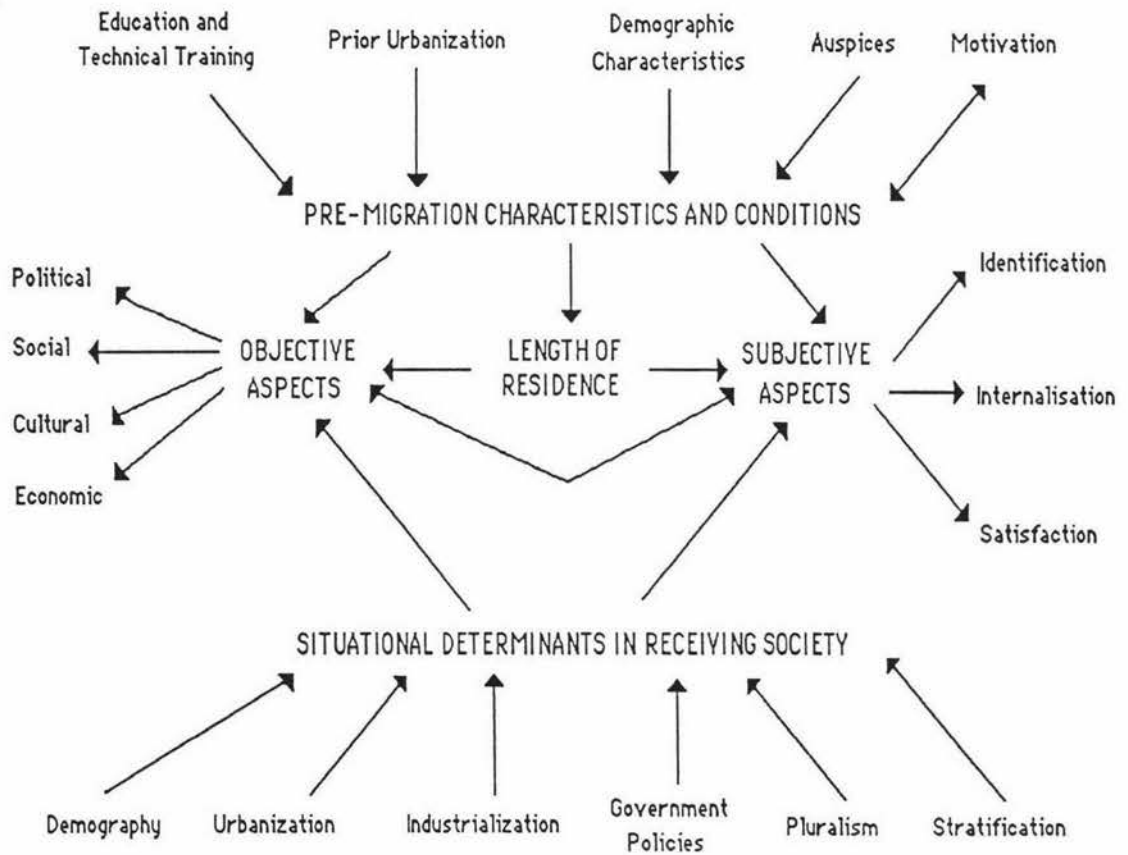 Education and
Technical Training
Prior Urbanization
Demographic
Characteristics
Auspices
Motivation
PRE-MIGRATION CHARACTERISTICS AND CONDITIONS
Political
Social
Cultural
Economic
OBJECTIVE
ASPECTS
LENGTH OF
RESIDENCE
SUBJECTIVE
ASPECTS
Identification
Internalisation
Satisfaction
SITUATIONAL DETERMINANTS IN RECEIVING SOCIETY
Demography
Urbanization
Industrialization
Government
Policies
Pluralism
Stratification